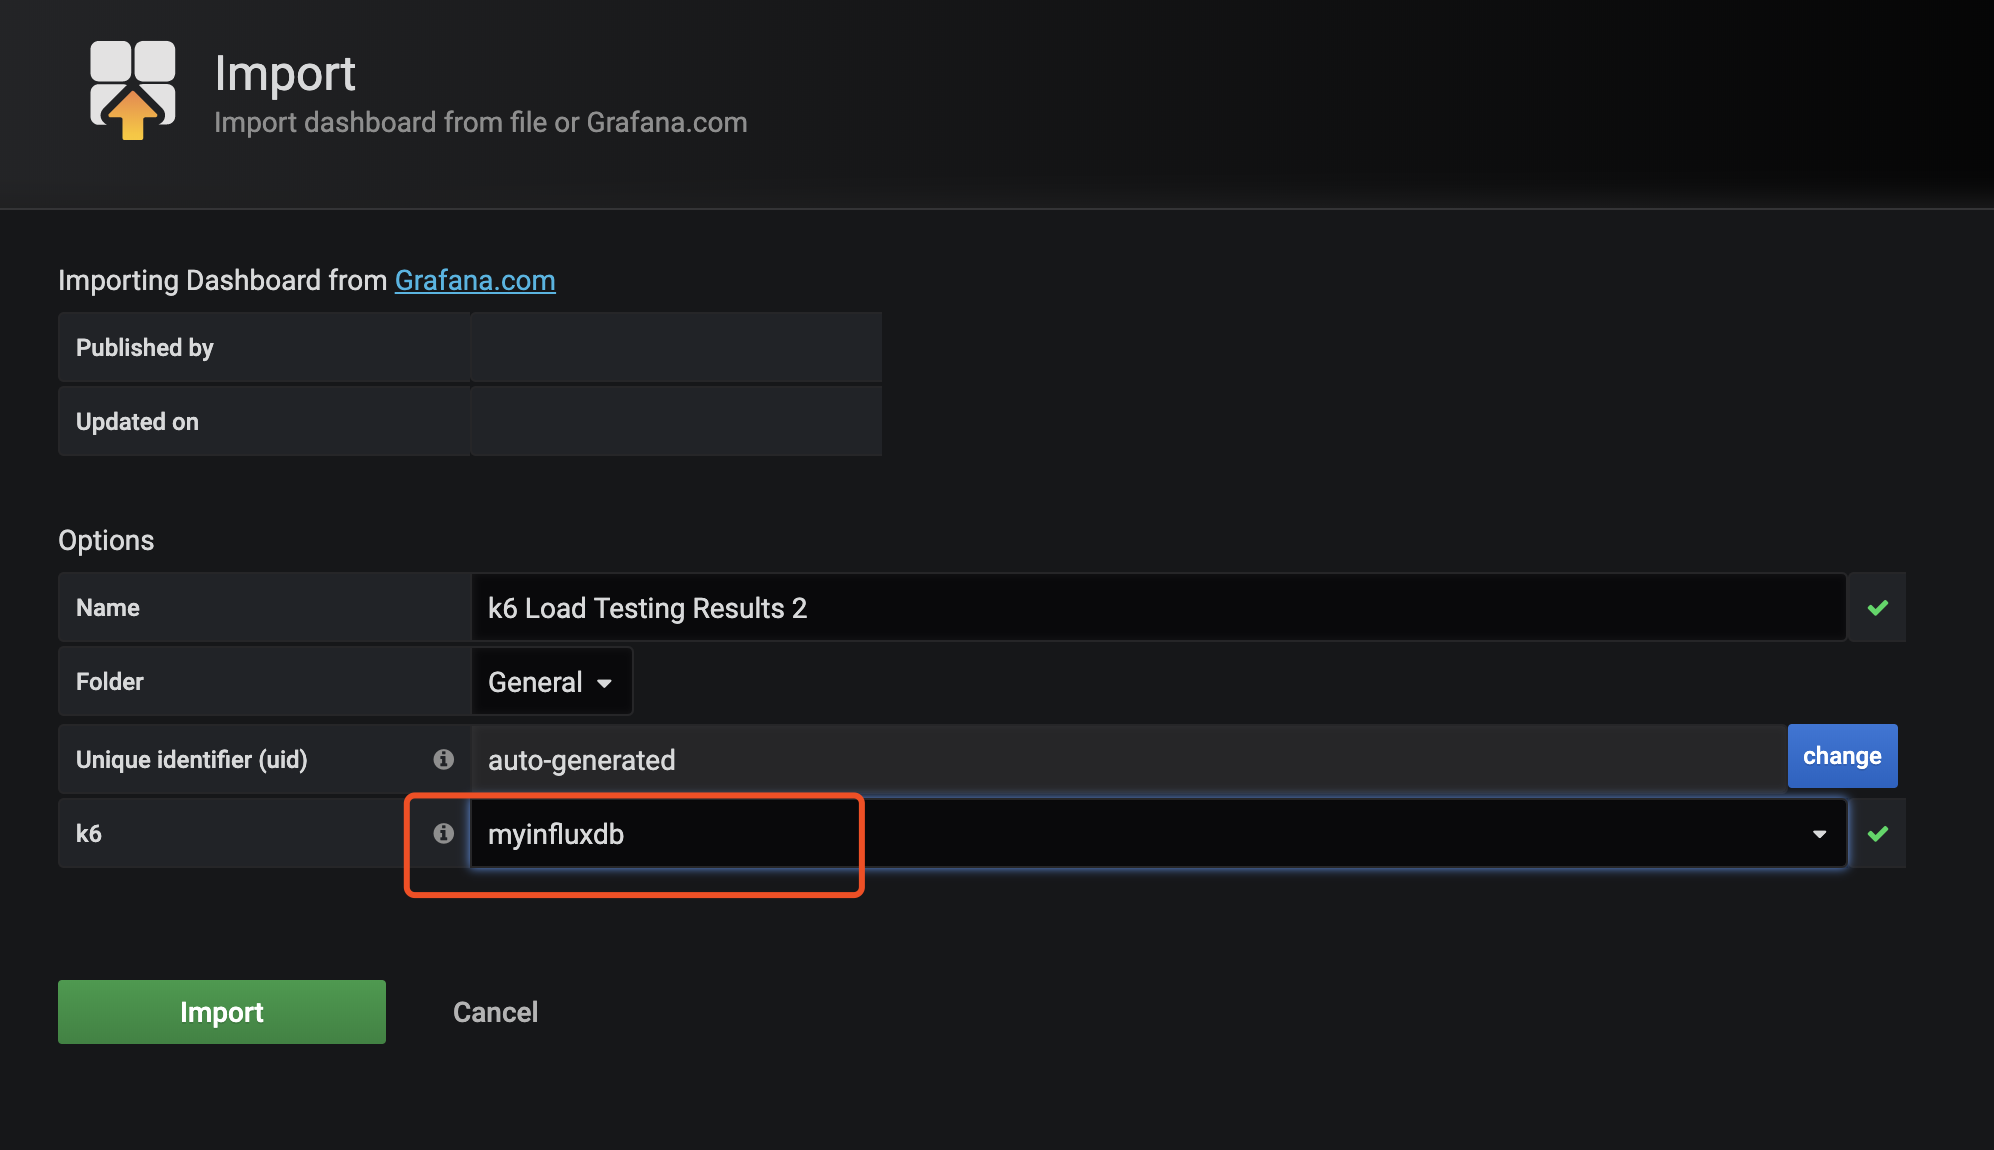 Import
Import dashboard from file or Grafana.com
Importing Dashboard from Grafana.com
Published by
Updated on
Options
Name k6 Load Testing Results 2
Folder General
Unique identifier (uid) auto-generated change
k6 myinfluxdb
Import Cancel